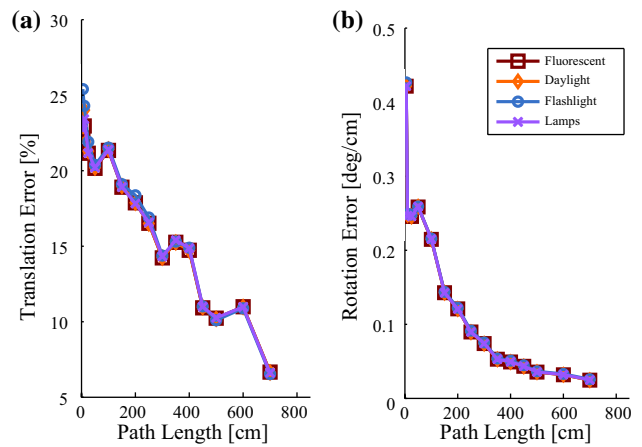 (a)
30
25
20
15
10
5
Translation Error [%]
0
200
400
600
800
Path Length [cm]
(b)
0.4
0.3
0.2
0.1
0
Rotation Error [deg/cm]
0
200
400
600
800
Path Length [cm]
Fluorescent
Daylight
Flashlight
Lamps